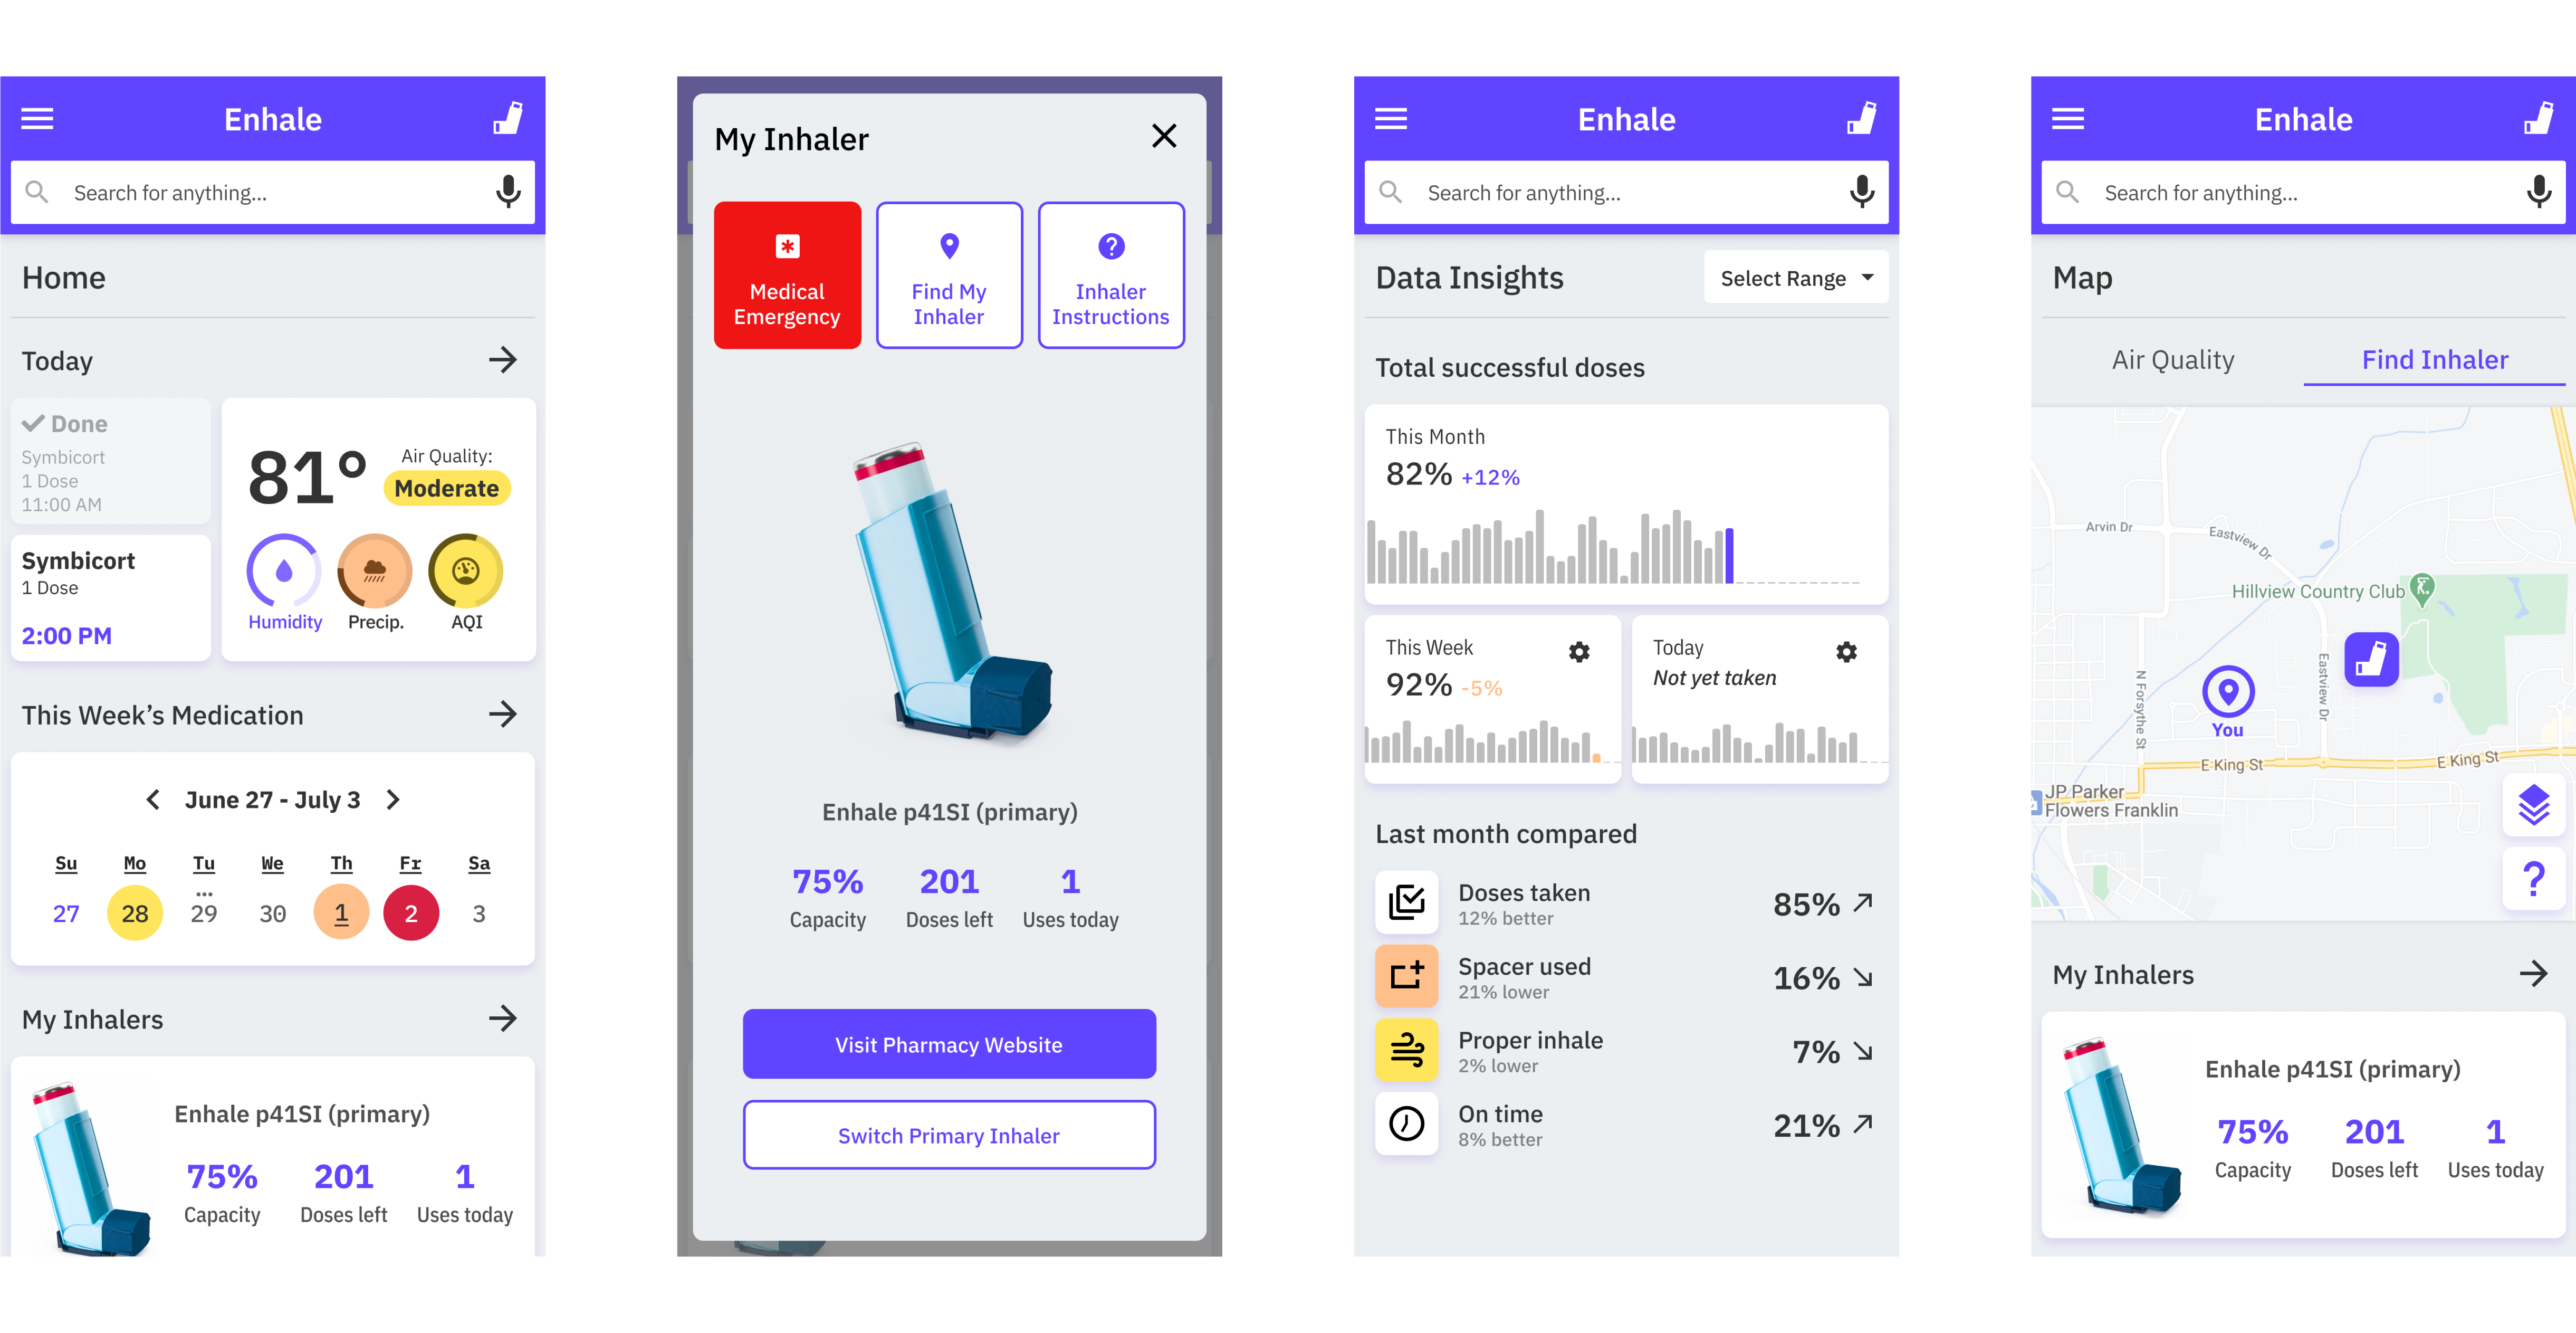 Enhale
Search for anything...
Home
Today
Done
Symbicort
1 Dose
11:00 AM
Symbicort
1 Dose
2:00 PM
81°
Air Quality:
Moderate
Humidity
Precip.
AQI
This Week’s Medication
June 27 - July 3
Su Mo Tu We Th Fr Sa
27 28 29 30 1 2 3
My Inhalers
Enhale p41SI (primary)
75% 201 1
Capacity Doses left Uses today
My Inhaler
Medical
Emergency
Find My
Inhaler
Inhaler
Instructions
Enhale p41SI (primary)
75% 201 1
Capacity Doses left Uses today
Visit Pharmacy Website
Switch Primary Inhaler
Enhale
Search for anything...
Data Insights
Select Range
Total successful doses
This Month
82% +12%
This Week
92% -5%
Today
Not yet taken
Last month compared
Doses taken
12% better
85%
Spacer used
21% lower
16%
Proper inhale
2% lower
7%
On time
8% better
21%
Enhale
Search for anything...
Map
Air Quality
Find Inhaler
Arvin Dr
Eastview Dr
Hillview Country Club
N Forsythe St
Eastview Dr
You
E King St
E King St
JP Parker
Flowers Franklin
?
My Inhalers
Enhale p41SI (primary)
75% 201 1
Capacity Doses left Uses today